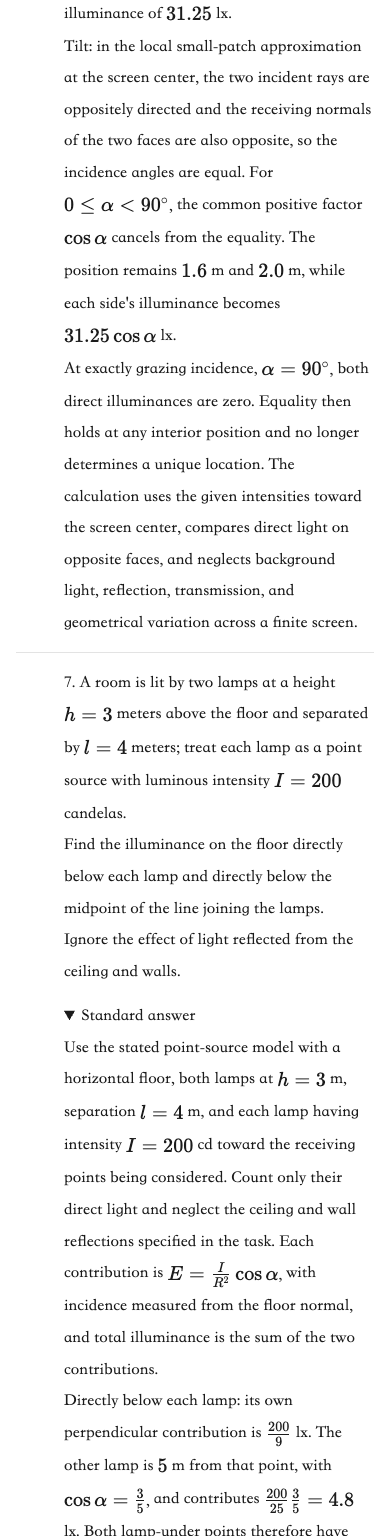 illuminance of 31.25 lx.
Tilt: in the local small-patch approximation
at the screen center, the two incident rays are
oppositely directed and the receiving normals
of the two faces are also opposite, so the
incidence angles are equal. For
0 ≤ α < 90°, the common positive factor
cos α cancels from the equality. The
position remains 1.6 m and 2.0 m, while
each side's illuminance becomes
31.25 cos α lx.
At exactly grazing incidence, α = 90°, both
direct illuminances are zero. Equality then
holds at any interior position and no longer
determines a unique location. The
calculation uses the given intensities toward
the screen center, compares direct light on
opposite faces, and neglects background
light, reflection, transmission, and
geometrical variation across a finite screen.
7. A room is lit by two lamps at a height
h = 3 meters above the floor and separated
by l = 4 meters; treat each lamp as a point
source with luminous intensity I = 200
candelas.
Find the illuminance on the floor directly
below each lamp and directly below the
midpoint of the line joining the lamps.
Ignore the effect of light reflected from the
ceiling and walls.
▼ Standard answer
Use the stated point-source model with a
horizontal floor, both lamps at h = 3 m,
separation l = 4 m, and each lamp having
intensity I = 200 cd toward the receiving
points being considered. Count only their
direct light and neglect the ceiling and wall
reflections specified in the task. Each
contribution is E = I/R² cos α, with
incidence measured from the floor normal,
and total illuminance is the sum of the two
contributions.
Directly below each lamp: its own
perpendicular contribution is 200/9 lx. The
other lamp is 5 m from that point, with
cos α = 3/5, and contributes 200/25 3/5 = 4.8
lx. Both lamp-under points therefore have